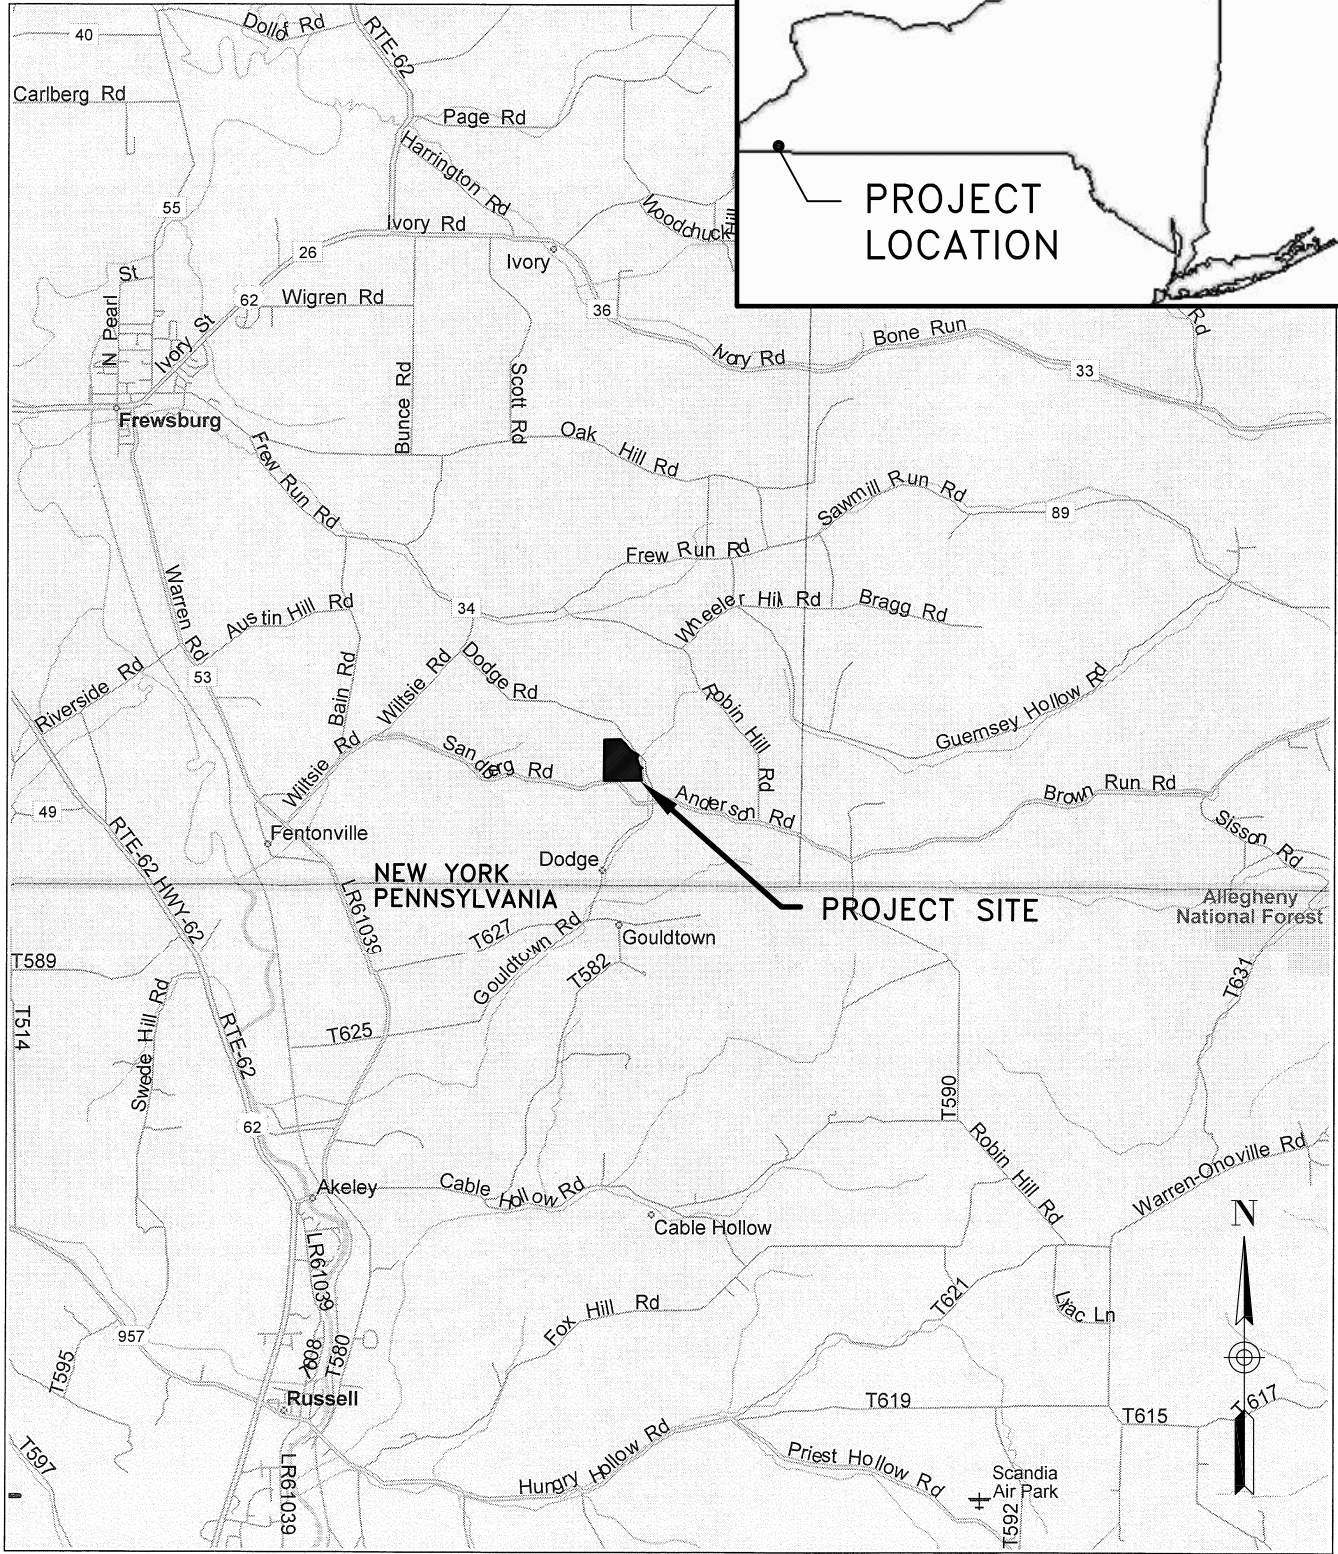 40
Dollof Rd
RTE-62
Carlberg Rd
Page Rd
Harrington Rd
55
Ivory Rd
Woodchuck
PROJECT
LOCATION
26
Ivory
St
62
Wigren Rd
N Pearl
Ivory St
36
Rd
Bone Run
Ivory Rd
33
Bunce Rd
Scott Rd
Frewsburg
Oak
Hill Rd
Frew Run Rd
Sawmill Run Rd
89
Frew Run Rd
Warren Rd
Austin Hill Rd
34
Wheeler Hill Rd
Bragg Rd
Riverside Rd
53
Bain Rd
Wiltsie Rd
Dodge Rd
Robin Hill
Rd
Guernsey Hollow Rd
Wiltsie Rd
Sandberg Rd
Anderson Rd
Brown Run Rd
49
RTE-62 HWY 62
Fentonville
Sisson Rd
Dodge
NEW YORK
PENNSYLVANIA
LR61039
PROJECT SITE
Allegheny
National Forest
T627
Gouldtown Rd
Gouldtown
T589
T582
T631
T514
Swede Hill Rd
RTE-62
T625
T590
62
Robin Hill Rd
Warren-Onoville Rd
Akeley
Cable Hollow Rd
Cable Hollow
N
LR61039
T621
Lilac Ln
Fox Hill Rd
957
T595
T608
T580
Russell
T619
T615
T617
T597
LR61039
Hungry Hollow Rd
Priest Hollow Rd
Scandia
Air Park
T592